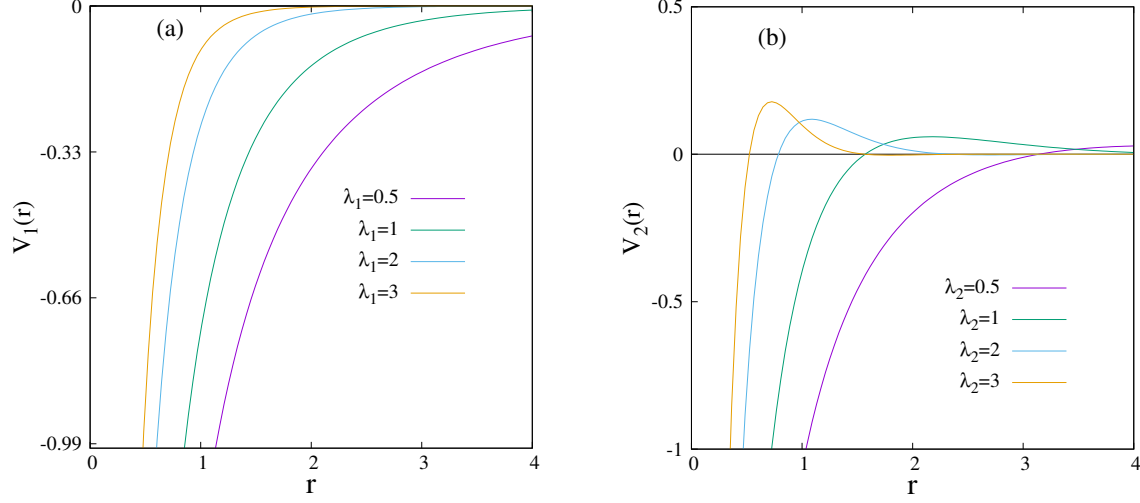 (a)
V₁(r)
0
-0.33
-0.66
-0.99
λ₁=0.5
λ₁=1
λ₁=2
λ₁=3
0 1 2 3 4
r
(b)
V₂(r)
0.5
0
-0.5
-1
λ₂=0.5
λ₂=1
λ₂=2
λ₂=3
0 1 2 3 4
r